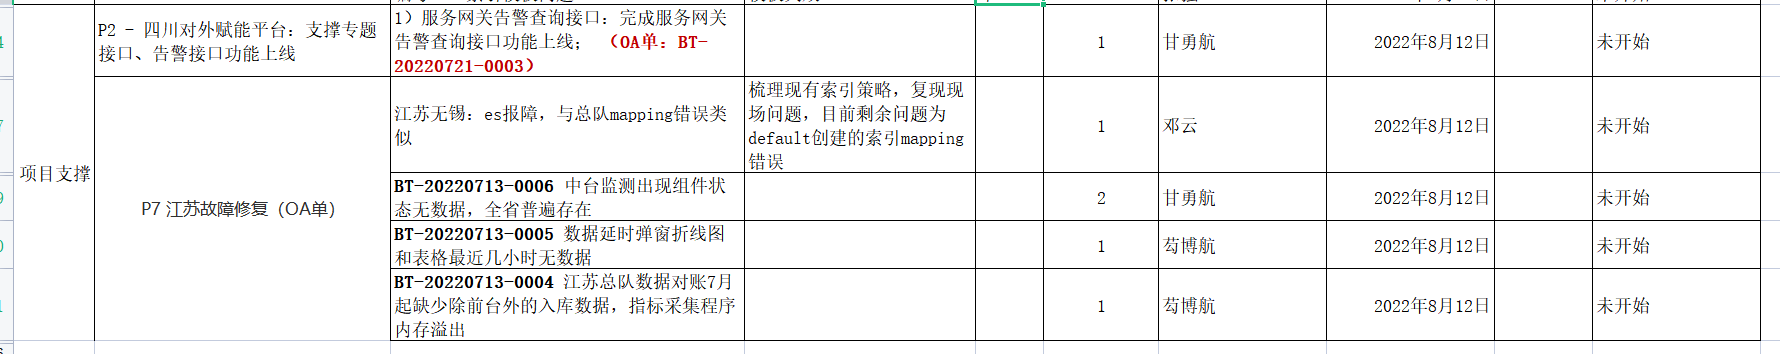 P2 - 四川对外赋能平台：支撑专题
接口、告警接口功能上线
1）服务网关告警查询接口：完成服务网关
告警查询接口功能上线； （OA单：BT-
20220721-0003）
1
甘勇航
2022年8月12日
未开始
项目支撑
P7 江苏故障修复（OA单）
江苏无锡：es报障，与总队mapping错误类
似
梳理现有索引策略，复现现
场问题，目前剩余问题为
default创建的索引mapping
错误
1
邓云
2022年8月12日
未开始
BT-20220713-0006 中台监测出现组件状
态无数据，全省普遍存在
2
甘勇航
2022年8月12日
未开始
BT-20220713-0005 数据延时弹窗折线图
和表格最近几小时无数据
1
芶博航
2022年8月12日
未开始
BT-20220713-0004 江苏总队数据对账7月
起缺少除前台外的入库数据，指标采集程序
内存溢出
1
芶博航
2022年8月12日
未开始